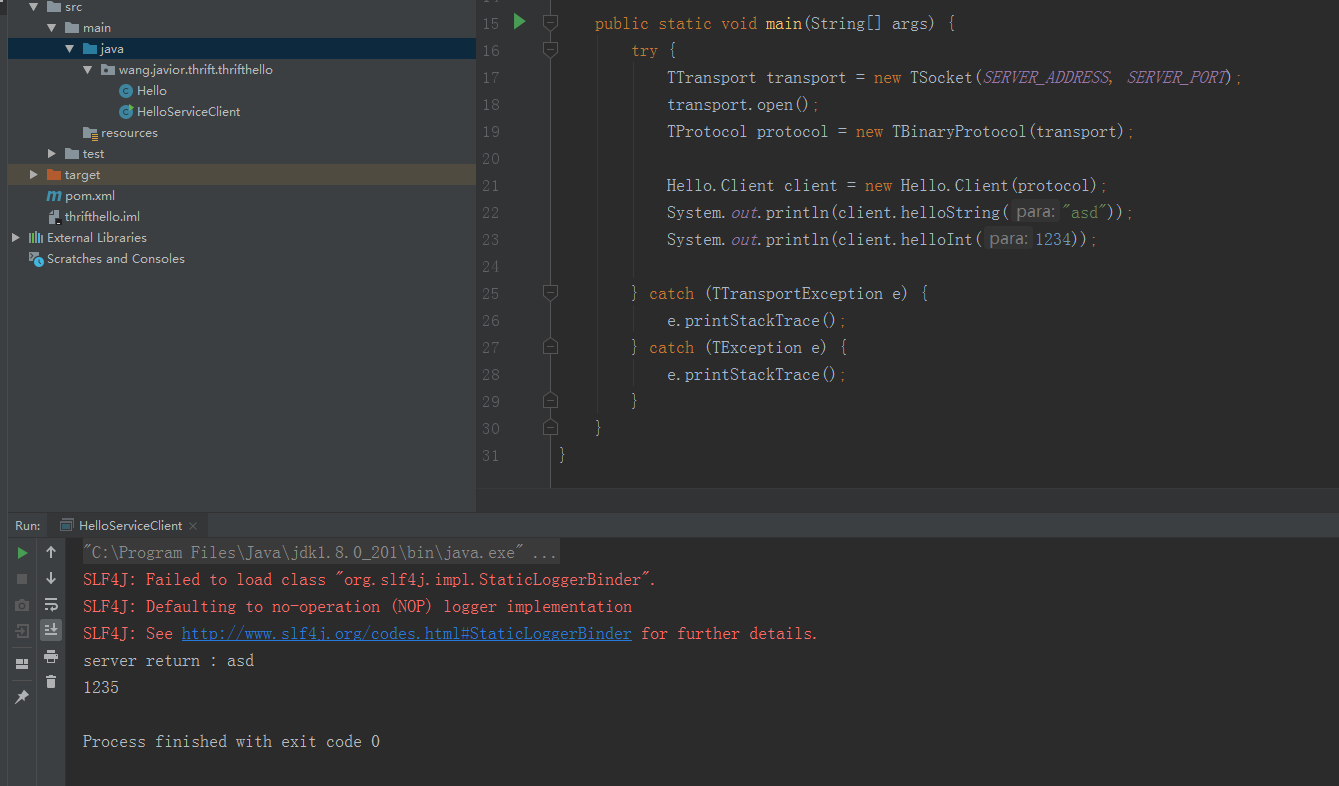 src
main
java
wang.javior.thrift.thrifthello
Hello
HelloServiceClient
resources
test
target
pom.xml
thrifthello.iml
External Libraries
Scratches and Consoles
15 public static void main(String[] args) {
16 try {
17 TTransport transport = new TSocket(SERVER_ADDRESS, SERVER_PORT);
18 transport.open();
19 TProtocol protocol = new TBinaryProtocol(transport);
20
21 Hello.Client client = new Hello.Client(protocol);
22 System.out.println(client.helloString( para: "asd"));
23 System.out.println(client.helloInt( para: 1234));
24
25 } catch (TTransportException e) {
26 e.printStackTrace();
27 } catch (TException e) {
28 e.printStackTrace();
29 }
30 }
31 }
Run: HelloServiceClient
"C:\Program Files\Java\jdk1.8.0_201\bin\java.exe" ...
SLF4J: Failed to load class "org.slf4j.impl.StaticLoggerBinder".
SLF4J: Defaulting to no-operation (NOP) logger implementation
SLF4J: See http://www.slf4j.org/codes.html#StaticLoggerBinder for further details.
server return : asd
1235
Process finished with exit code 0